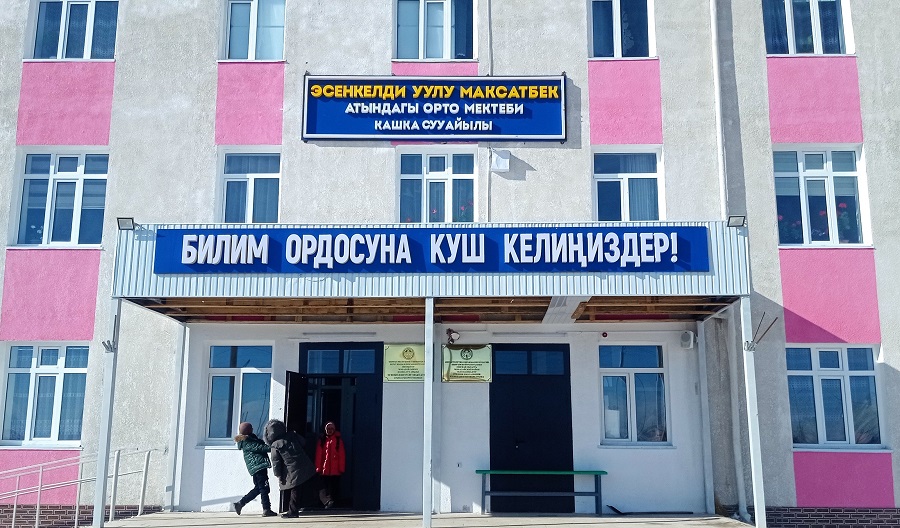 ЭСЕНКЕЛДИ УУЛУ МАКСАТБЕК
АТЫНДАГЫ ОРТО МЕКТЕБИ
КАШКА СУУАЙЫЛЫ
БИЛИМ ОРДОСУНА КУШ КЕЛИҢИЗДЕР!